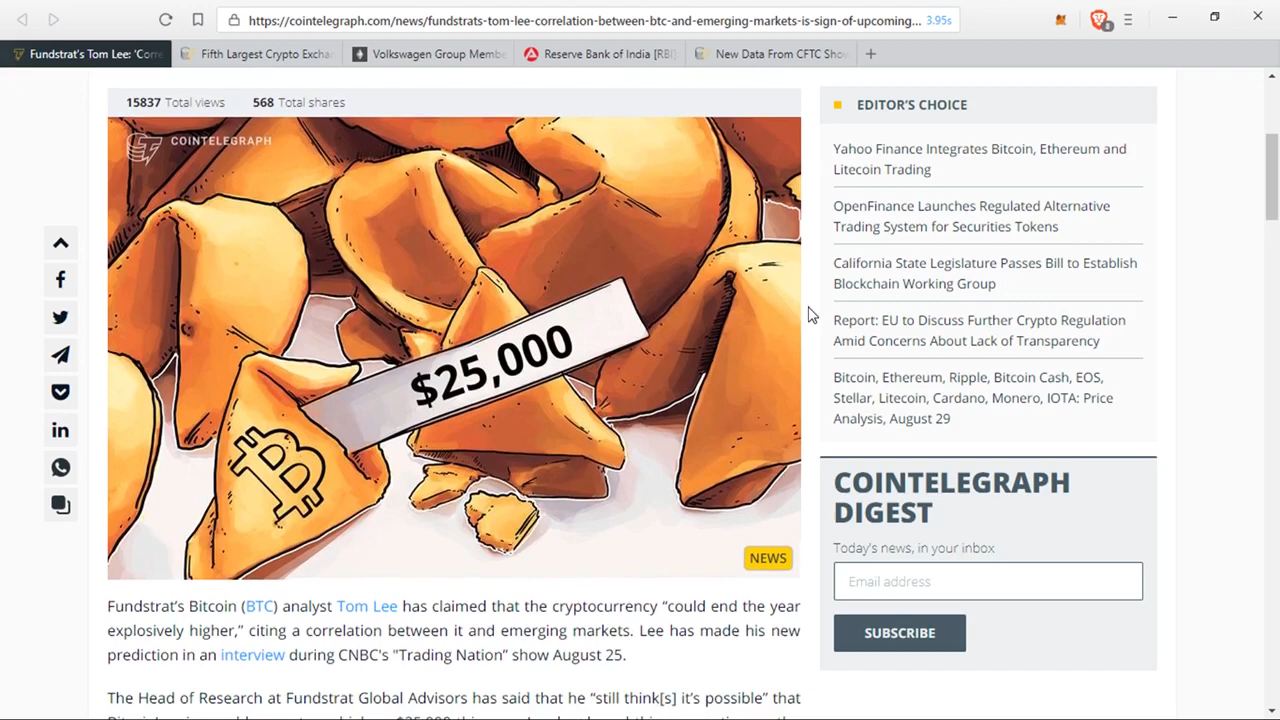 https://cointelegraph.com/news/fundstrats-tom-lee-correlation-between-btc-and-emerging-markets-is-sign-of-upcoming... 3.95s
8
Fundstrat's Tom Lee: 'Corre
Fifth Largest Crypto Exchan
Volkswagen Group Membe
Reserve Bank of India [RBI]
New Data From CFTC Show
15837 Total views 568 Total shares
COINTELEGRAPH
$25,000
NEWS
Fundstrat's Bitcoin (BTC) analyst Tom Lee has claimed that the cryptocurrency “could end the year
explosively higher,” citing a correlation between it and emerging markets. Lee has made his new
prediction in an interview during CNBC's "Trading Nation” show August 25.
The Head of Research at Fundstrat Global Advisors has said that he “still think[s] it's possible” that
EDITOR'S CHOICE
Yahoo Finance Integrates Bitcoin, Ethereum and
Litecoin Trading
OpenFinance Launches Regulated Alternative
Trading System for Securities Tokens
California State Legislature Passes Bill to Establish
Blockchain Working Group
Report: EU to Discuss Further Crypto Regulation
Amid Concerns About Lack of Transparency
Bitcoin, Ethereum, Ripple, Bitcoin Cash, EOS,
Stellar, Litecoin, Cardano, Monero, IOTA: Price
Analysis, August 29
COINTELEGRAPH
DIGEST
Today's news, in your inbox
Email address
SUBSCRIBE